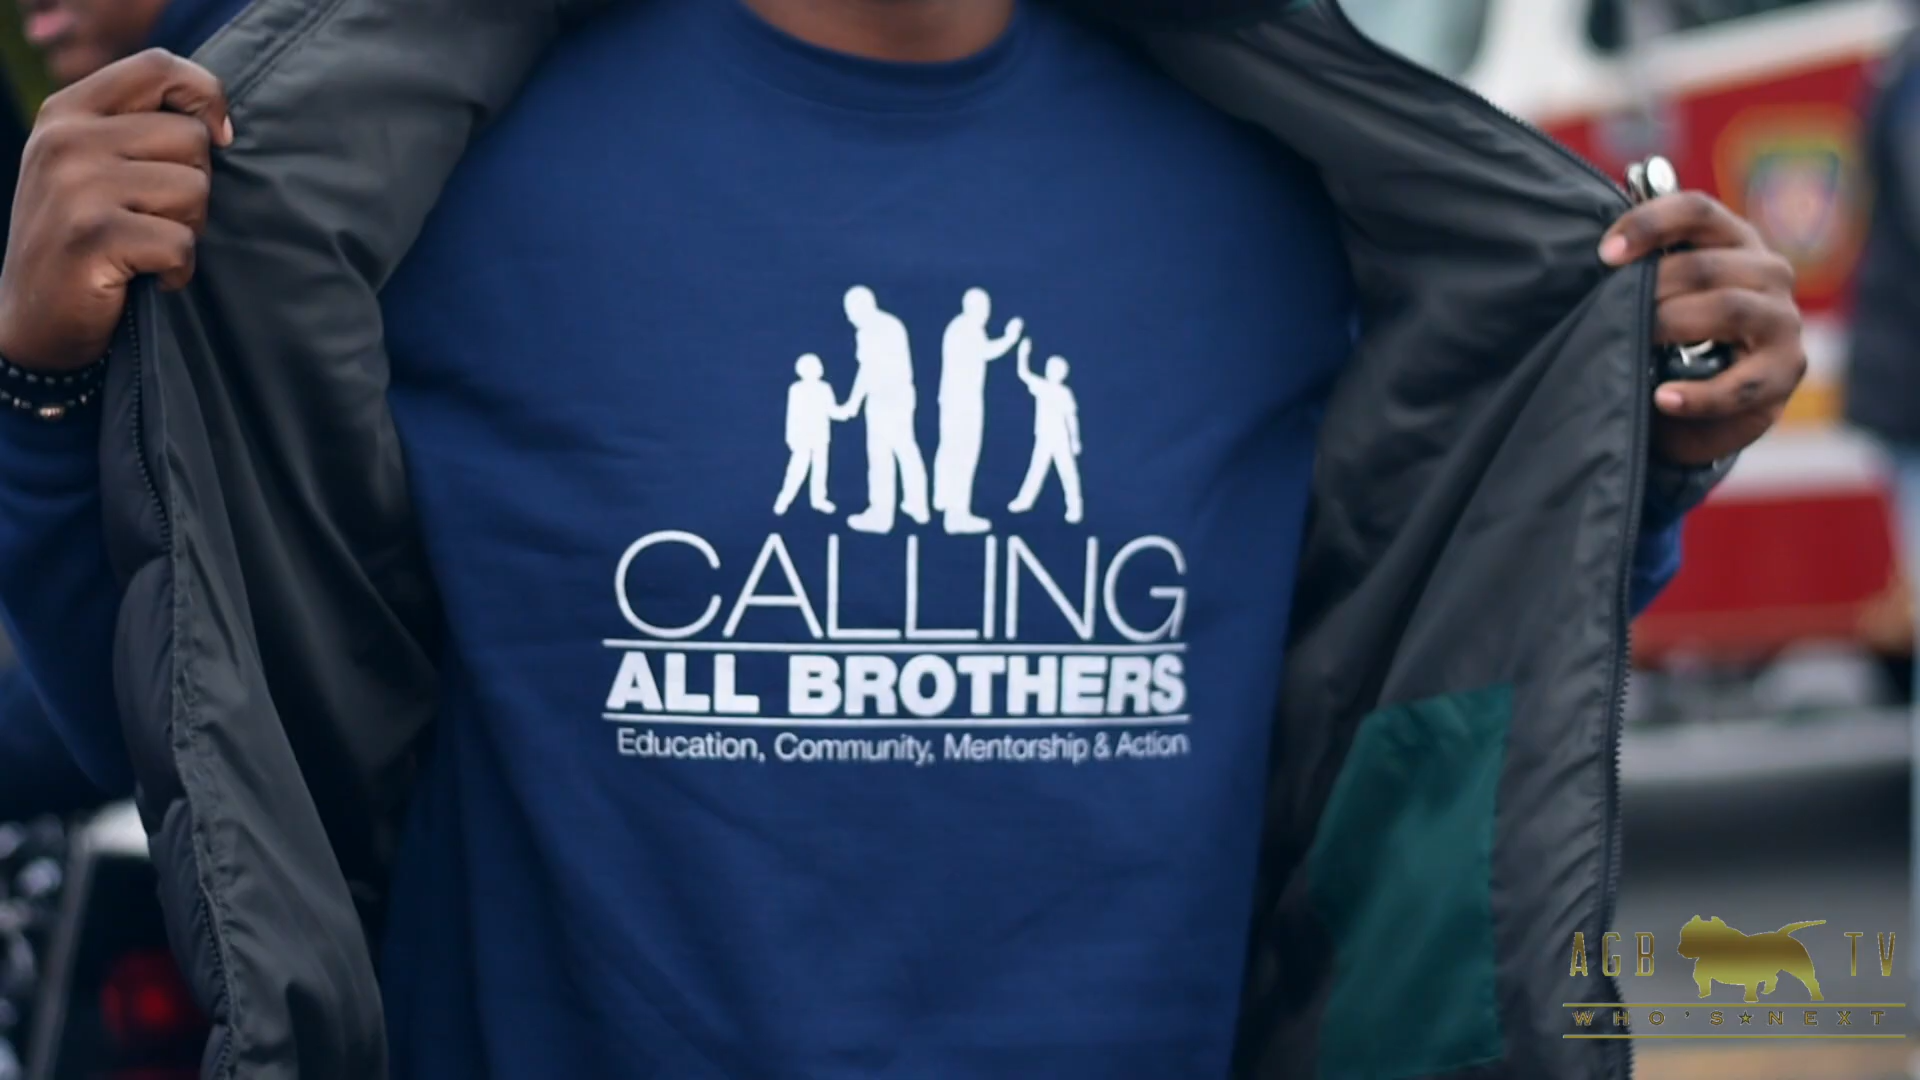 CALLING
ALL BROTHERS
Education, Community, Mentorship & Action
AGB TV
WHO'S★NEXT